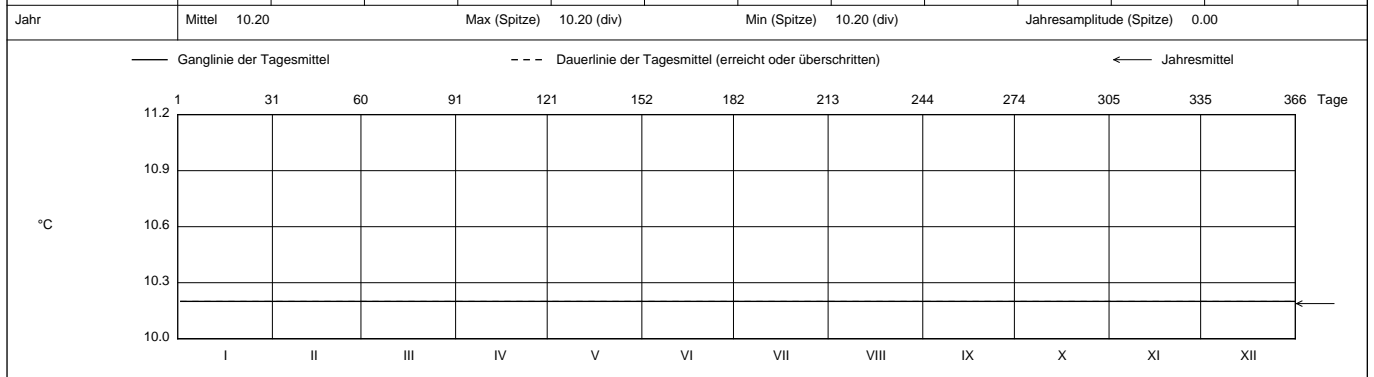 Jahr Mittel 10.20 Max (Spitze) 10.20 (div) Min (Spitze) 10.20 (div) Jahresamplitude (Spitze) 0.00
Ganglinie der Tagesmittel Dauerlinie der Tagesmittel (erreicht oder überschritten) Jahresmittel
1 31 60 91 121 152 182 213 244 274 305 335 366 Tage
11.2
10.9
°C 10.6
10.3
10.0
I II III IV V VI VII VIII IX X XI XII